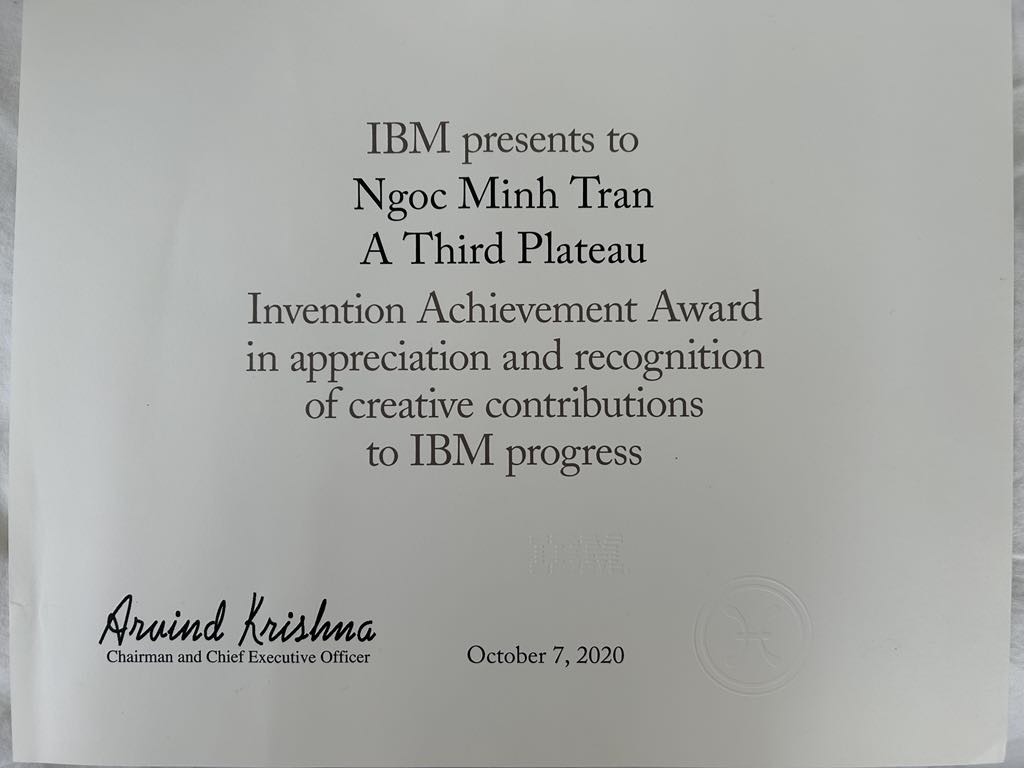 IBM presents to
Ngoc Minh Tran
A Third Plateau
Invention Achievement Award
in appreciation and recognition
of creative contributions
to IBM progress
IBM
Arvind Krishna
Chairman and Chief Executive Officer
October 7, 2020